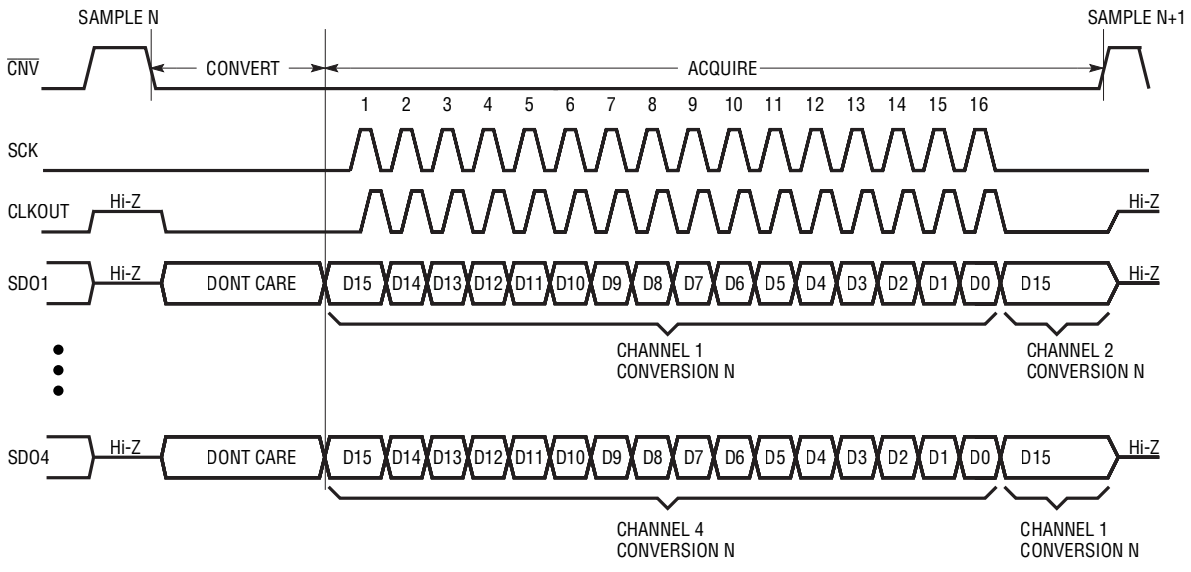 SAMPLE N SAMPLE N+1
CNV CONVERT ACQUIRE
1 2 3 4 5 6 7 8 9 10 11 12 13 14 15 16
SCK
CLKOUT Hi-Z Hi-Z
SDO1 Hi-Z DONT CARE D15 D14 D13 D12 D11 D10 D9 D8 D7 D6 D5 D4 D3 D2 D1 D0 D15 Hi-Z
CHANNEL 1 CHANNEL 2
CONVERSION N CONVERSION N
SDO4 Hi-Z DONT CARE D15 D14 D13 D12 D11 D10 D9 D8 D7 D6 D5 D4 D3 D2 D1 D0 D15 Hi-Z
CHANNEL 4 CHANNEL 1
CONVERSION N CONVERSION N